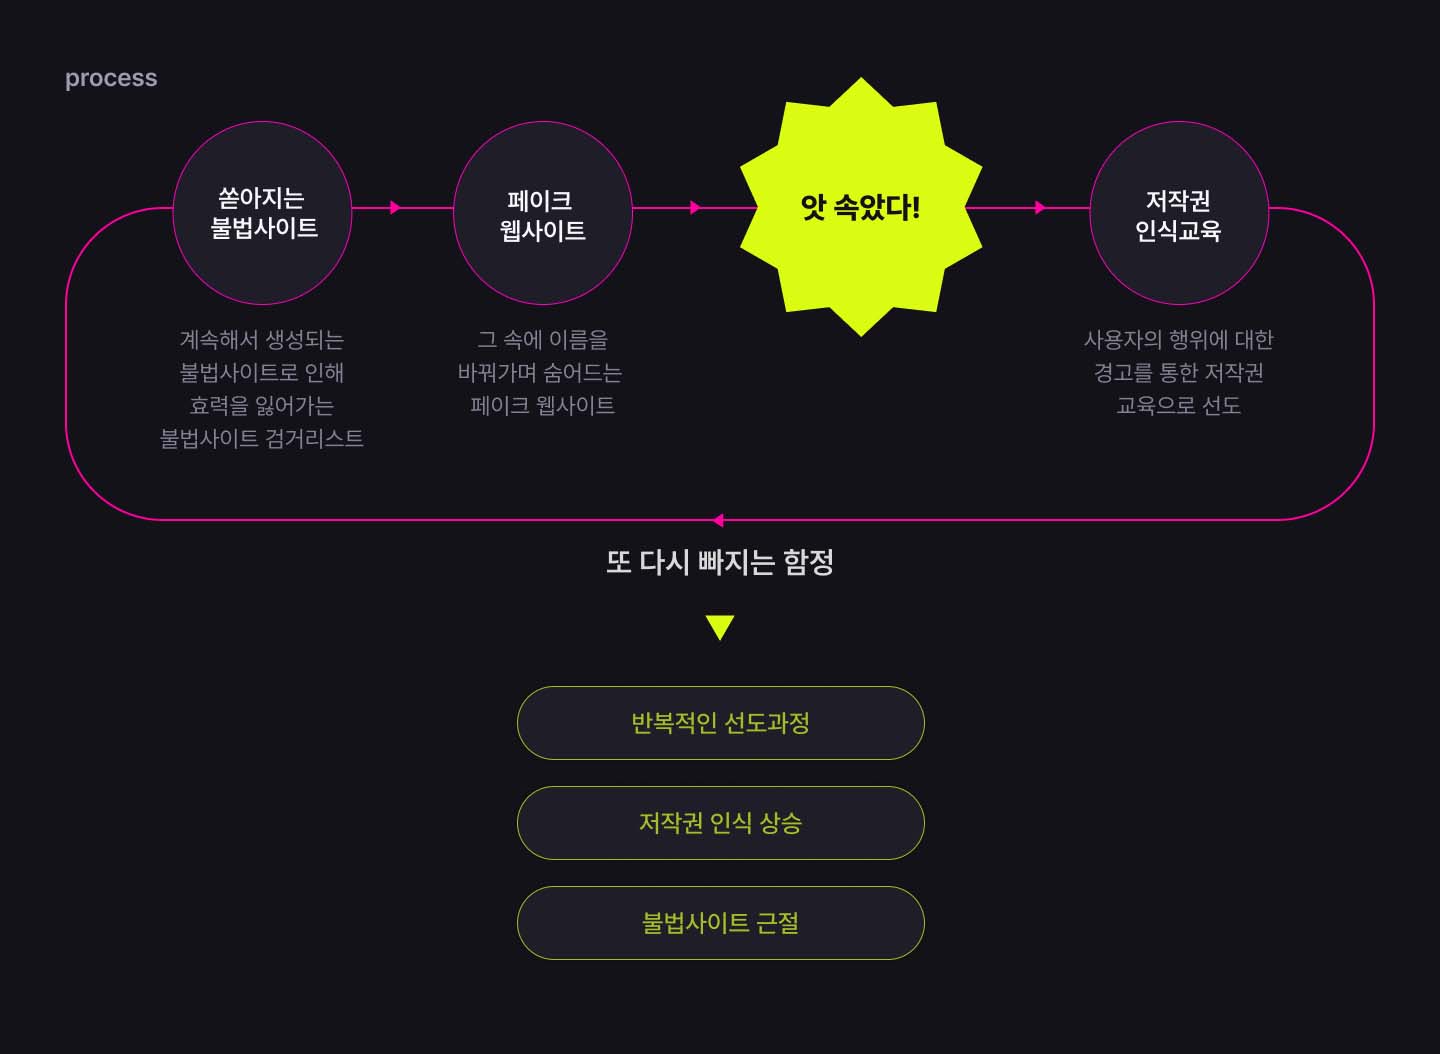 process
쏟아지는
불법사이트
페이크
웹사이트
앗 속았다!
저작권
인식교육
계속해서 생성되는
불법사이트로 인해
효력을 잃어가는
불법사이트 검거리스트
그 속에 이름을
바꿔가며 숨어드는
페이크 웹사이트
사용자의 행위에 대한
경고를 통한 저작권
교육으로 선도
또 다시 빠지는 함정
반복적인 선도과정
저작권 인식 상승
불법사이트 근절